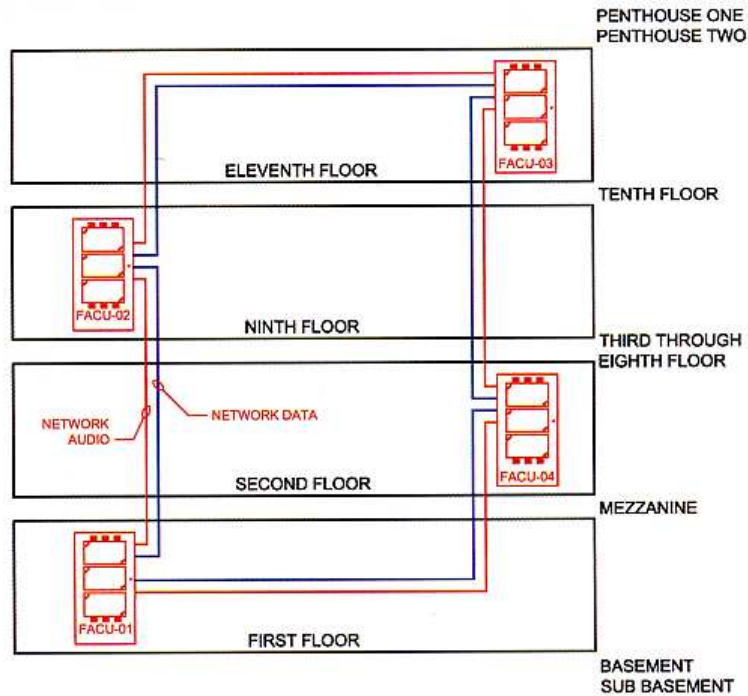 PENTHOUSE ONE
PENTHOUSE TWO
FACU-03
ELEVENTH FLOOR
TENTH FLOOR
FACU-02
NINTH FLOOR
THIRD THROUGH
EIGHTH FLOOR
NETWORK DATA
NETWORK
AUDIO
FACU-04
SECOND FLOOR
MEZZANINE
FACU-01
FIRST FLOOR
BASEMENT
SUB BASEMENT